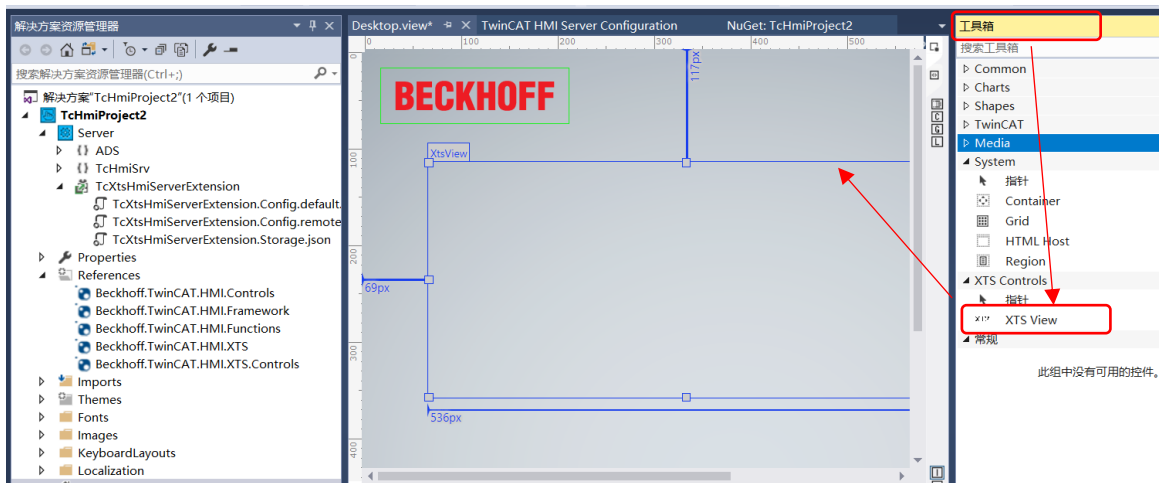 解决方案资源管理器
搜索解决方案资源管理器(Ctrl+;)
解决方案"TcHmiProject2"(1 个项目)
TcHmiProject2
Server
ADS
TcHmiSrv
TcXtsHmiServerExtension
TcXtsHmiServerExtension.Config.default.
TcXtsHmiServerExtension.Config.remote
TcXtsHmiServerExtension.Storage.json
Properties
References
Beckhoff.TwinCAT.HMI.Controls
Beckhoff.TwinCAT.HMI.Framework
Beckhoff.TwinCAT.HMI.Functions
Beckhoff.TwinCAT.HMI.XTS
Beckhoff.TwinCAT.HMI.XTS.Controls
Imports
Themes
Fonts
Images
KeyboardLayouts
Localization
Desktop.view* TwinCAT HMI Server Configuration NuGet: TcHmiProject2
0 100 200 300 400 500
0
100
200
300
400
117px
BECKHOFF
XtsView
69px
536px
D
C
G
L
工具箱
搜索工具箱
Common
Charts
Shapes
TwinCAT
Media
System
指针
Container
Grid
HTML Host
Region
XTS Controls
指针
XTS View
常规
此组中没有可用的控件。